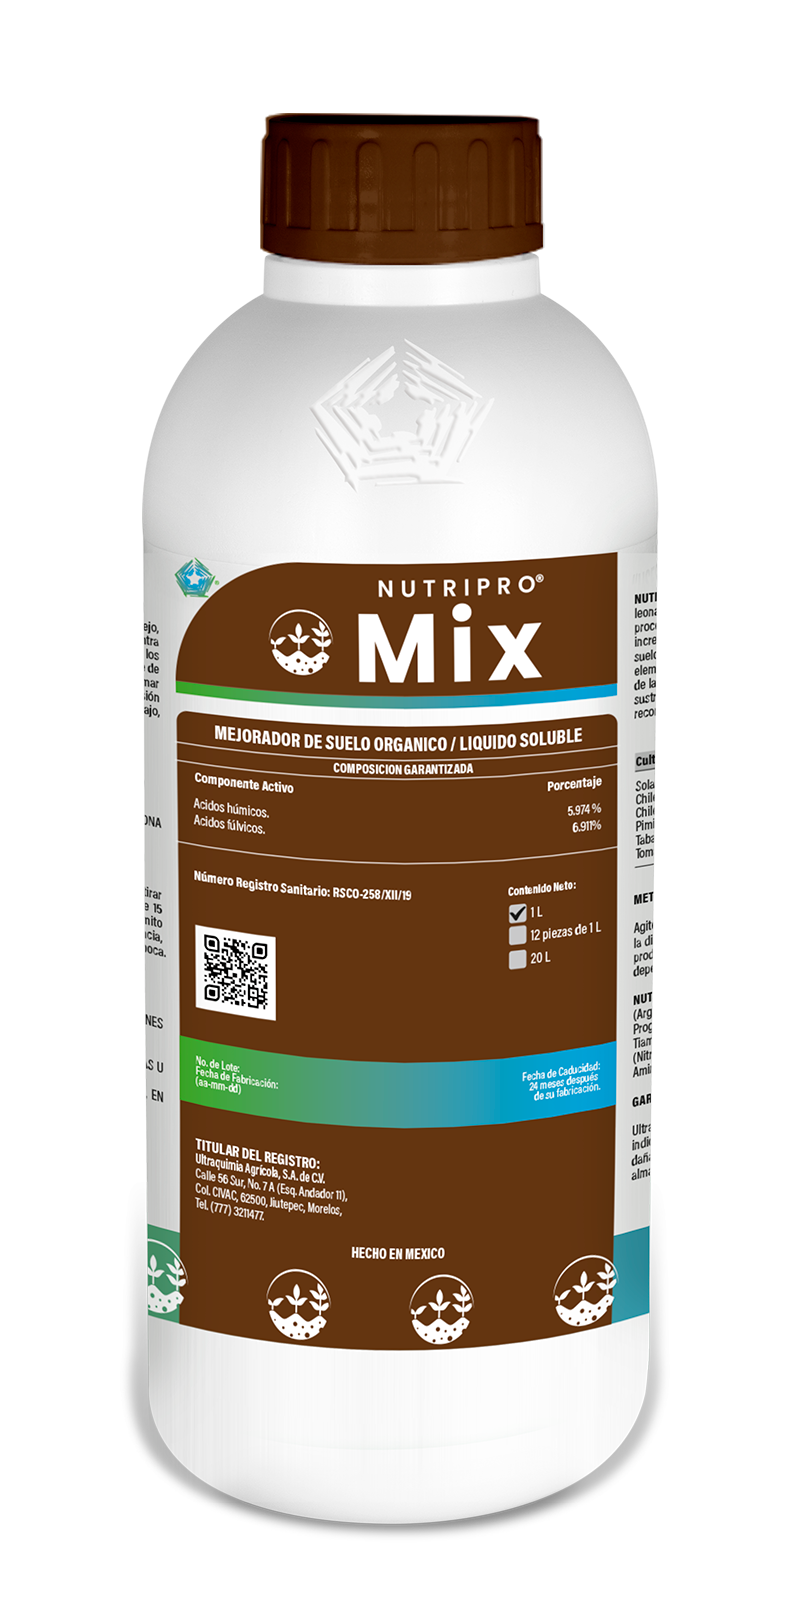 NUTRIPRO®
Mix
MEJORADOR DE SUELO ORGANICO / LIQUIDO SOLUBLE
COMPOSICION GARANTIZADA
Componente Activo Porcentaje
Acidos húmicos. 5.974 %
Acidos fúlvicos. 6.911%
Número Registro Sanitario: RSCO-258/XII/19
Contenido Neto:
1 L
12 piezas de 1 L
20 L
No. de Lote:
Fecha de Fabricación:
(aa-mm-dd)
Fecha de Caducidad:
24 meses después
de su fabricación.
TITULAR DEL REGISTRO:
Ultraquimia Agrícola, S.A. de C.V.
Calle 56 Sur, No. 7 A (Esq. Andador 11),
Col. CIVAC, 62500, Jiutepec, Morelos,
Tel. (777) 3211477.
HECHO EN MEXICO